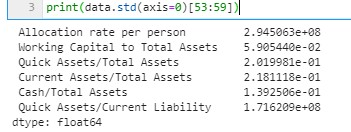 3 print(data.std(axis=0)[53:59])
Allocation rate per person 2.945063e+08
Working Capital to Total Assets 5.905440e-02
Quick Assets/Total Assets 2.019981e-01
Current Assets/Total Assets 2.181118e-01
Cash/Total Assets 1.392506e-01
Quick Assets/Current Liability 1.716209e+08
dtype: float64